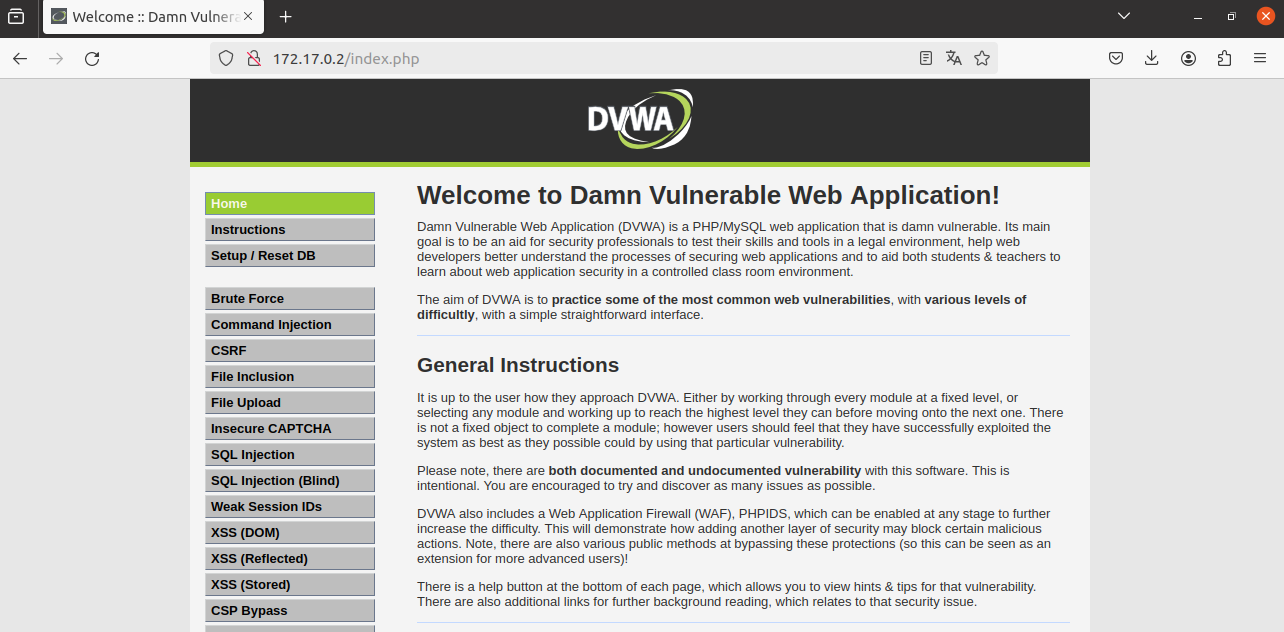 Welcome :: Damn Vulnera
172.17.0.2/index.php
DVWA
Home
Instructions
Setup / Reset DB
Brute Force
Command Injection
CSRF
File Inclusion
File Upload
Insecure CAPTCHA
SQL Injection
SQL Injection (Blind)
Weak Session IDs
XSS (DOM)
XSS (Reflected)
XSS (Stored)
CSP Bypass
Welcome to Damn Vulnerable Web Application!
Damn Vulnerable Web Application (DVWA) is a PHP/MySQL web application that is damn vulnerable. Its main
goal is to be an aid for security professionals to test their skills and tools in a legal environment, help web
developers better understand the processes of securing web applications and to aid both students & teachers to
learn about web application security in a controlled class room environment.
The aim of DVWA is to practice some of the most common web vulnerabilities, with various levels of
difficultly, with a simple straightforward interface.
General Instructions
It is up to the user how they approach DVWA. Either by working through every module at a fixed level, or
selecting any module and working up to reach the highest level they can before moving onto the next one. There
is not a fixed object to complete a module; however users should feel that they have successfully exploited the
system as best as they possible could by using that particular vulnerability.
Please note, there are both documented and undocumented vulnerability with this software. This is
intentional. You are encouraged to try and discover as many issues as possible.
DVWA also includes a Web Application Firewall (WAF), PHPIDS, which can be enabled at any stage to further
increase the difficulty. This will demonstrate how adding another layer of security may block certain malicious
actions. Note, there are also various public methods at bypassing these protections (so this can be seen as an
extension for more advanced users)!
There is a help button at the bottom of each page, which allows you to view hints & tips for that vulnerability.
There are also additional links for further background reading, which relates to that security issue.